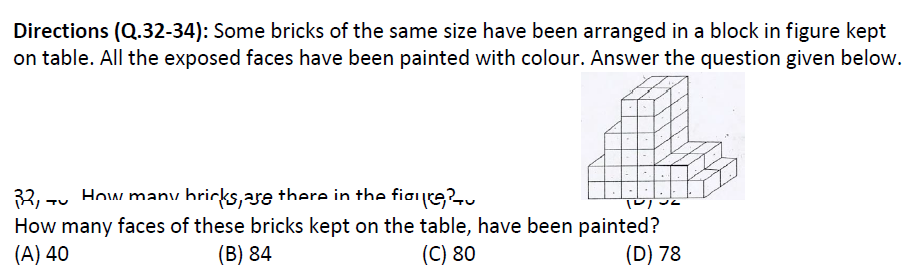 Directions (Q.32-34): Some bricks of the same size have been arranged in a block in figure kept
on table. All the exposed faces have been painted with colour. Answer the question given below.
How many bricks are there in the figure?
How many faces of these bricks kept on the table, have been painted?
(A) 40 (B) 84 (C) 80 (D) 78